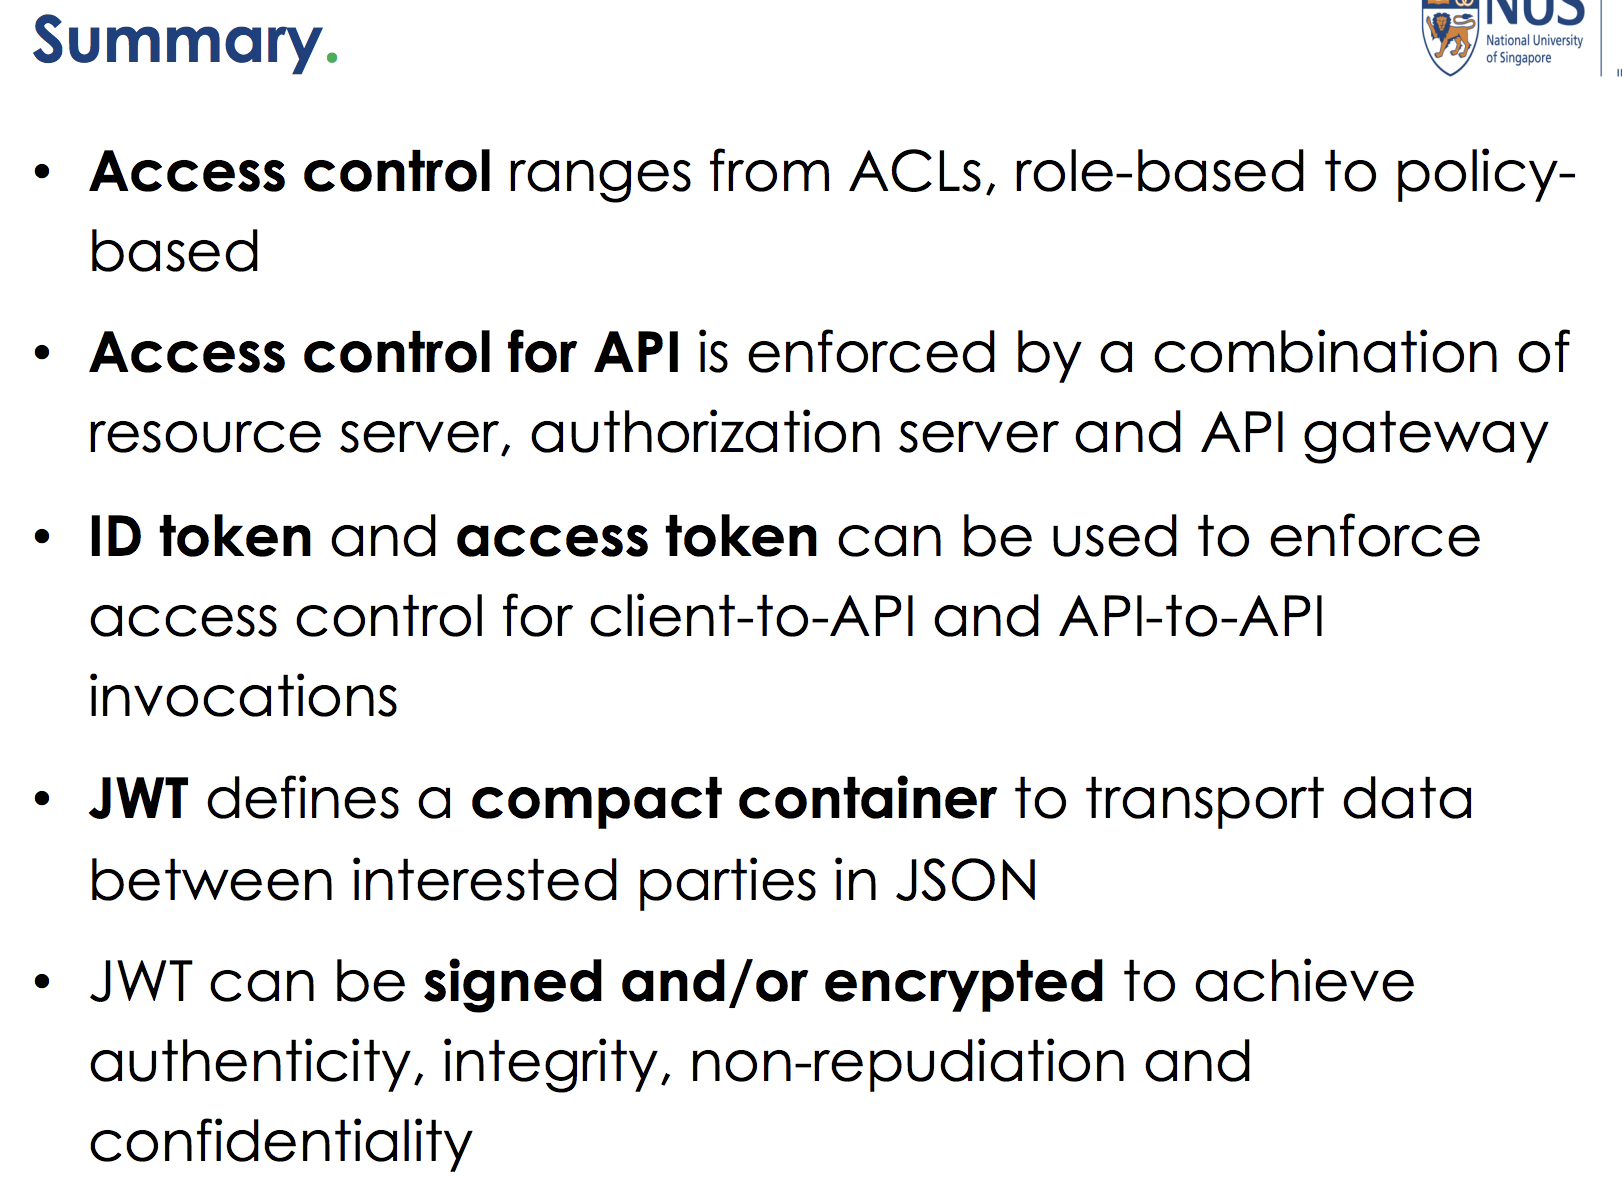 Summary.
NUS
National University
of Singapore
• Access control ranges from ACLs, role-based to policy-
based
• Access control for API is enforced by a combination of
resource server, authorization server and API gateway
• ID token and access token can be used to enforce
access control for client-to-API and API-to-API
invocations
• JWT defines a compact container to transport data
between interested parties in JSON
• JWT can be signed and/or encrypted to achieve
authenticity, integrity, non-repudiation and
confidentiality